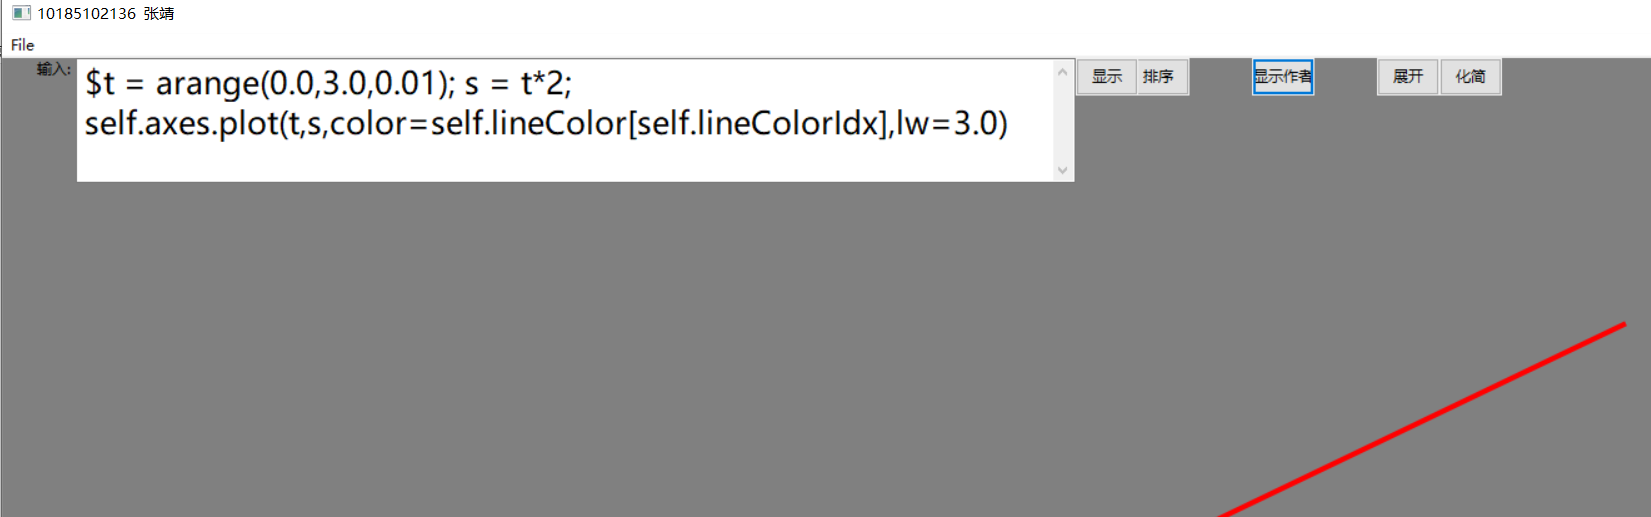 10185102136 张靖
File
输入:
$t = arange(0.0,3.0,0.01); s = t*2;
self.axes.plot(t,s,color=self.lineColor[self.lineColorIdx],lw=3.0)
显示 排序 显示作者 展开 化简